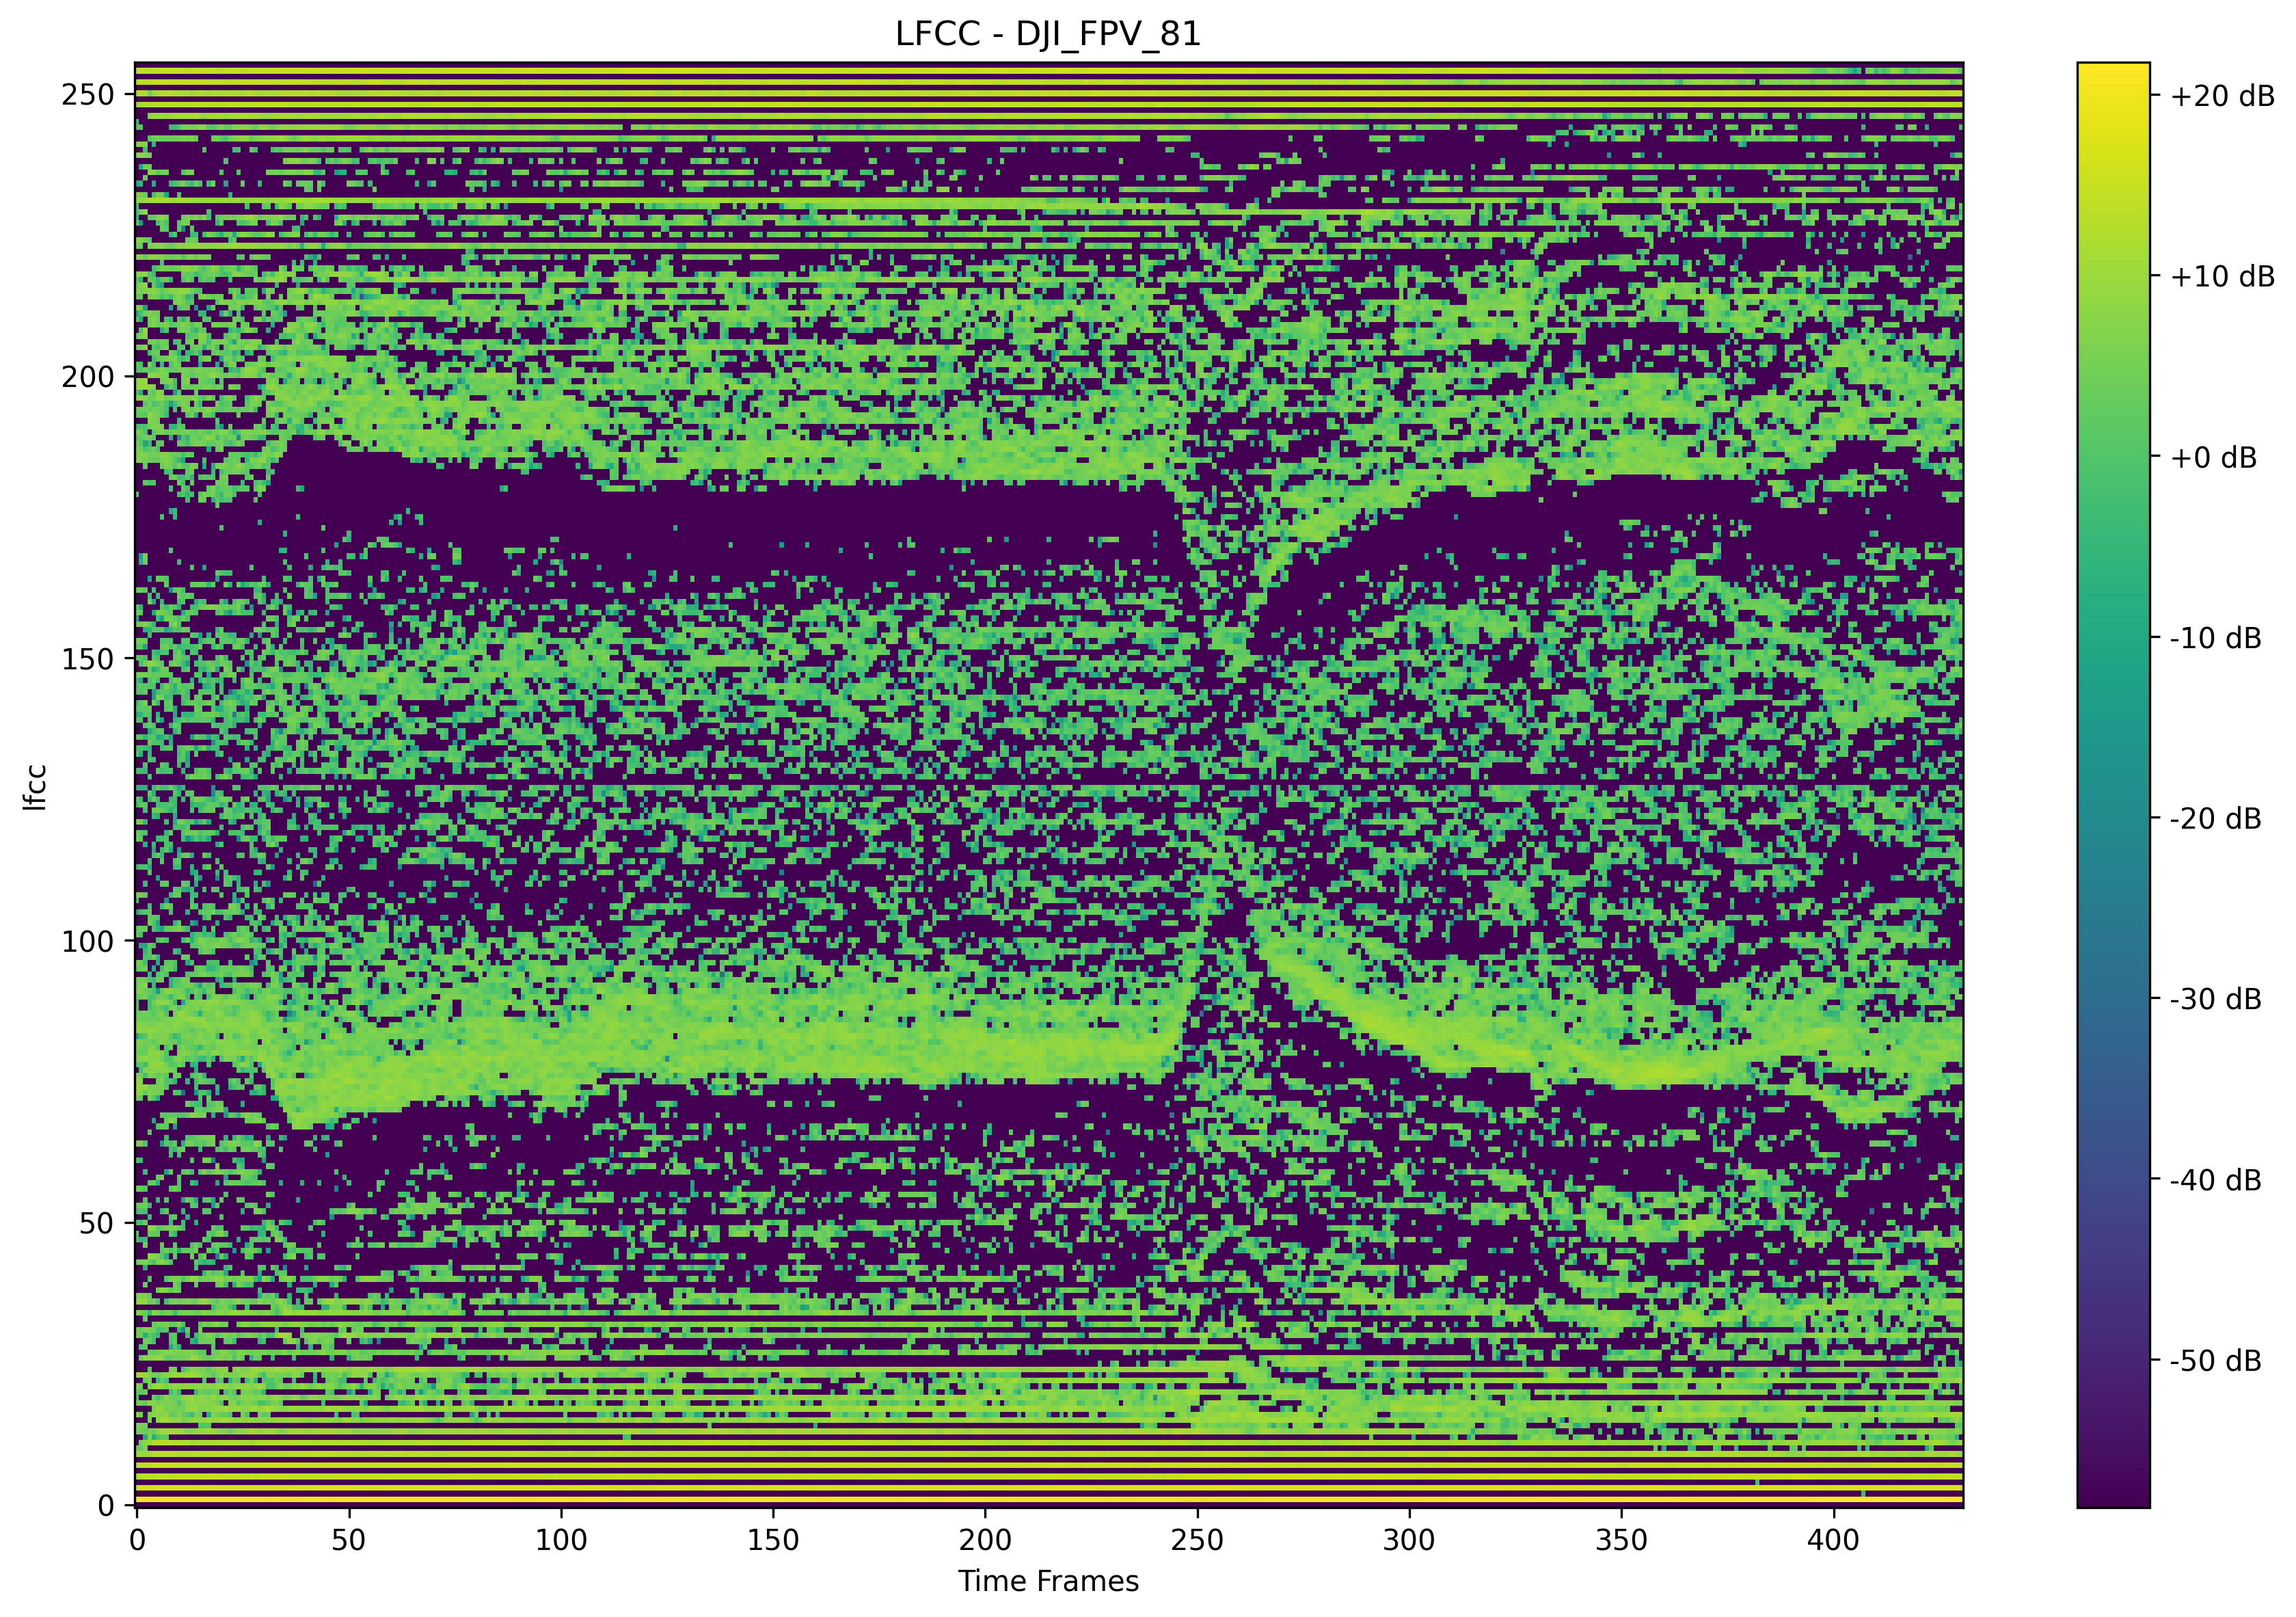 LFCC - DJI_FPV_81
250
200
150
100
50
0
lfcc
0 50 100 150 200 250 300 350 400
Time Frames
+20 dB
+10 dB
+0 dB
-10 dB
-20 dB
-30 dB
-40 dB
-50 dB